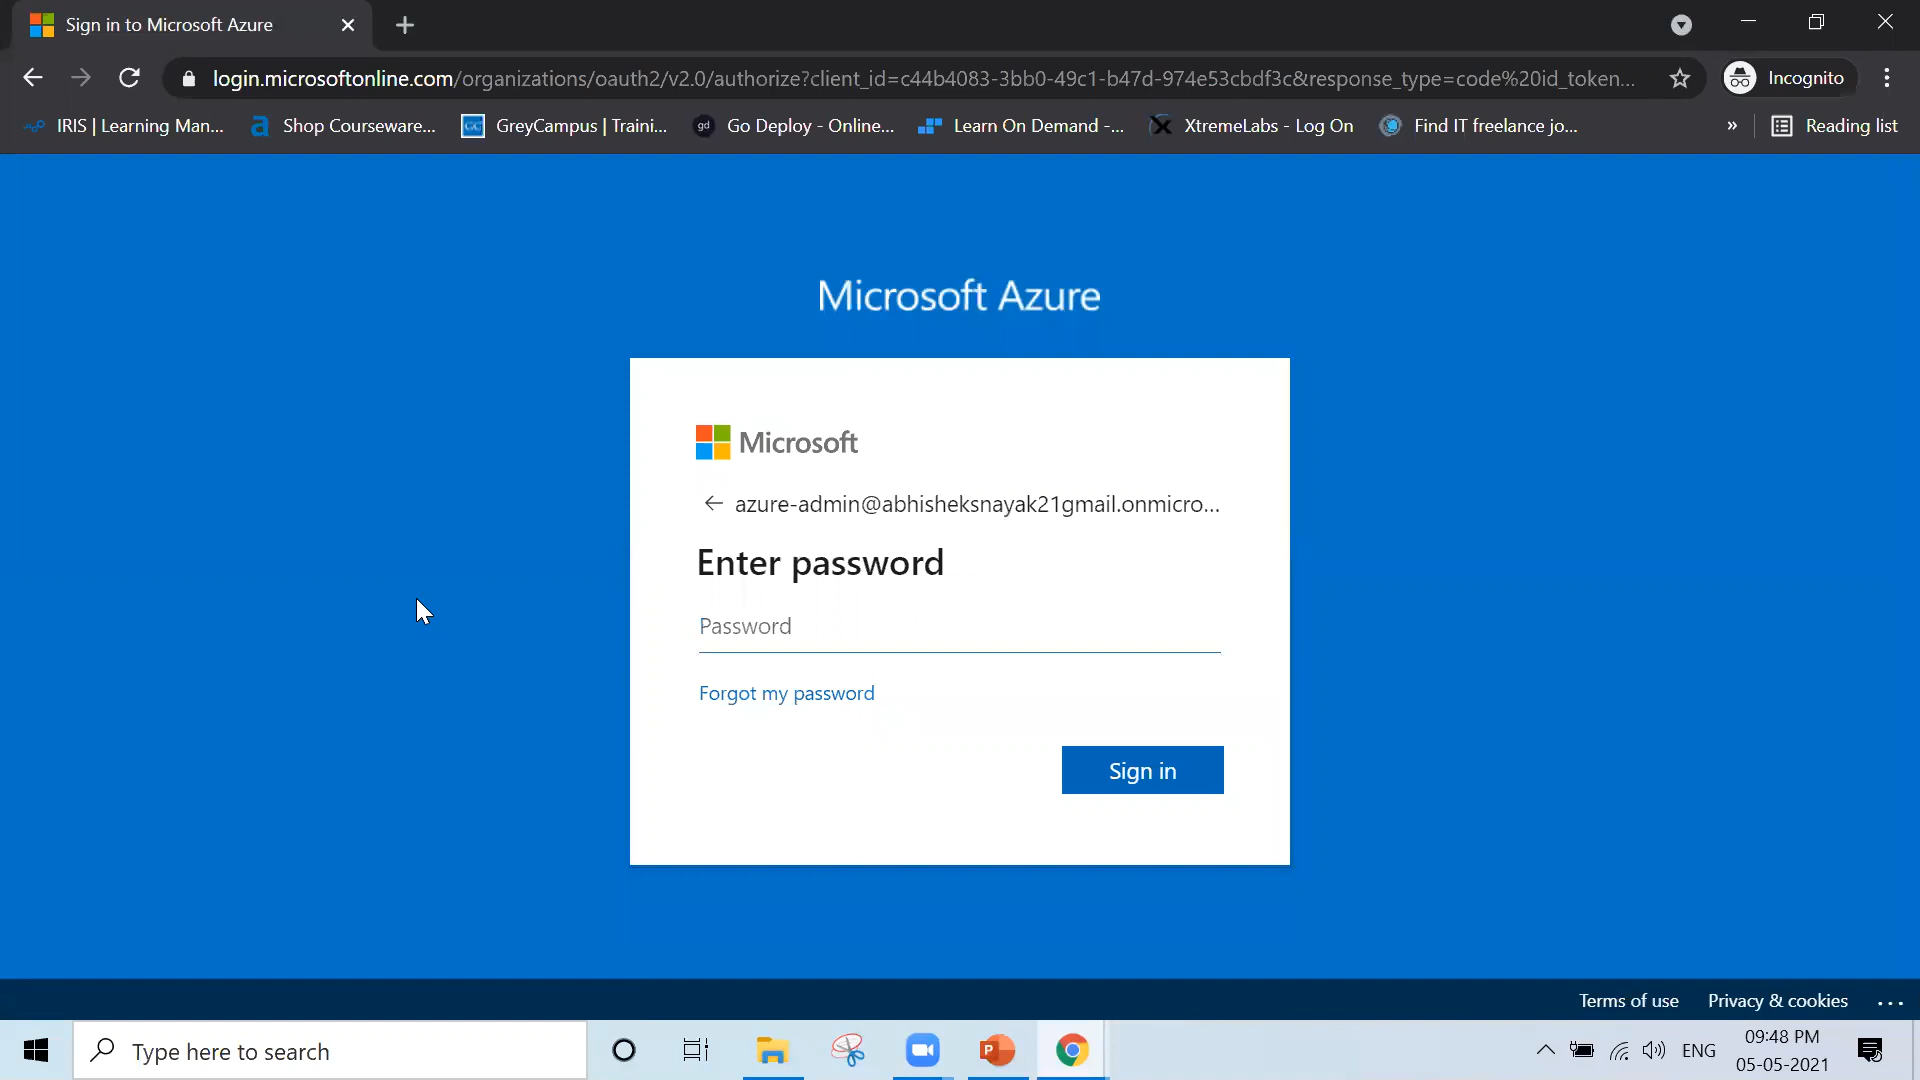 Sign in to Microsoft Azure
login.microsoftonline.com/organizations/oauth2/v2.0/authorize?client_id=c44b4083-3bb0-49c1-b47d-974e53cbdf3c&response_type=code%20id_token...
Incognito
IRIS | Learning Man...
Shop Courseware...
GC GreyCampus | Traini...
gd Go Deploy - Online...
Learn On Demand -...
XtremeLabs - Log On
Find IT freelance jo...
»
Reading list
Microsoft Azure
Microsoft
azure-admin@abhisheksnayak21gmail.onmicro...
Enter password
Password
Forgot my password
Sign in
Terms of use
Privacy & cookies
...
Type here to search
ENG
09:48 PM
05-05-2021